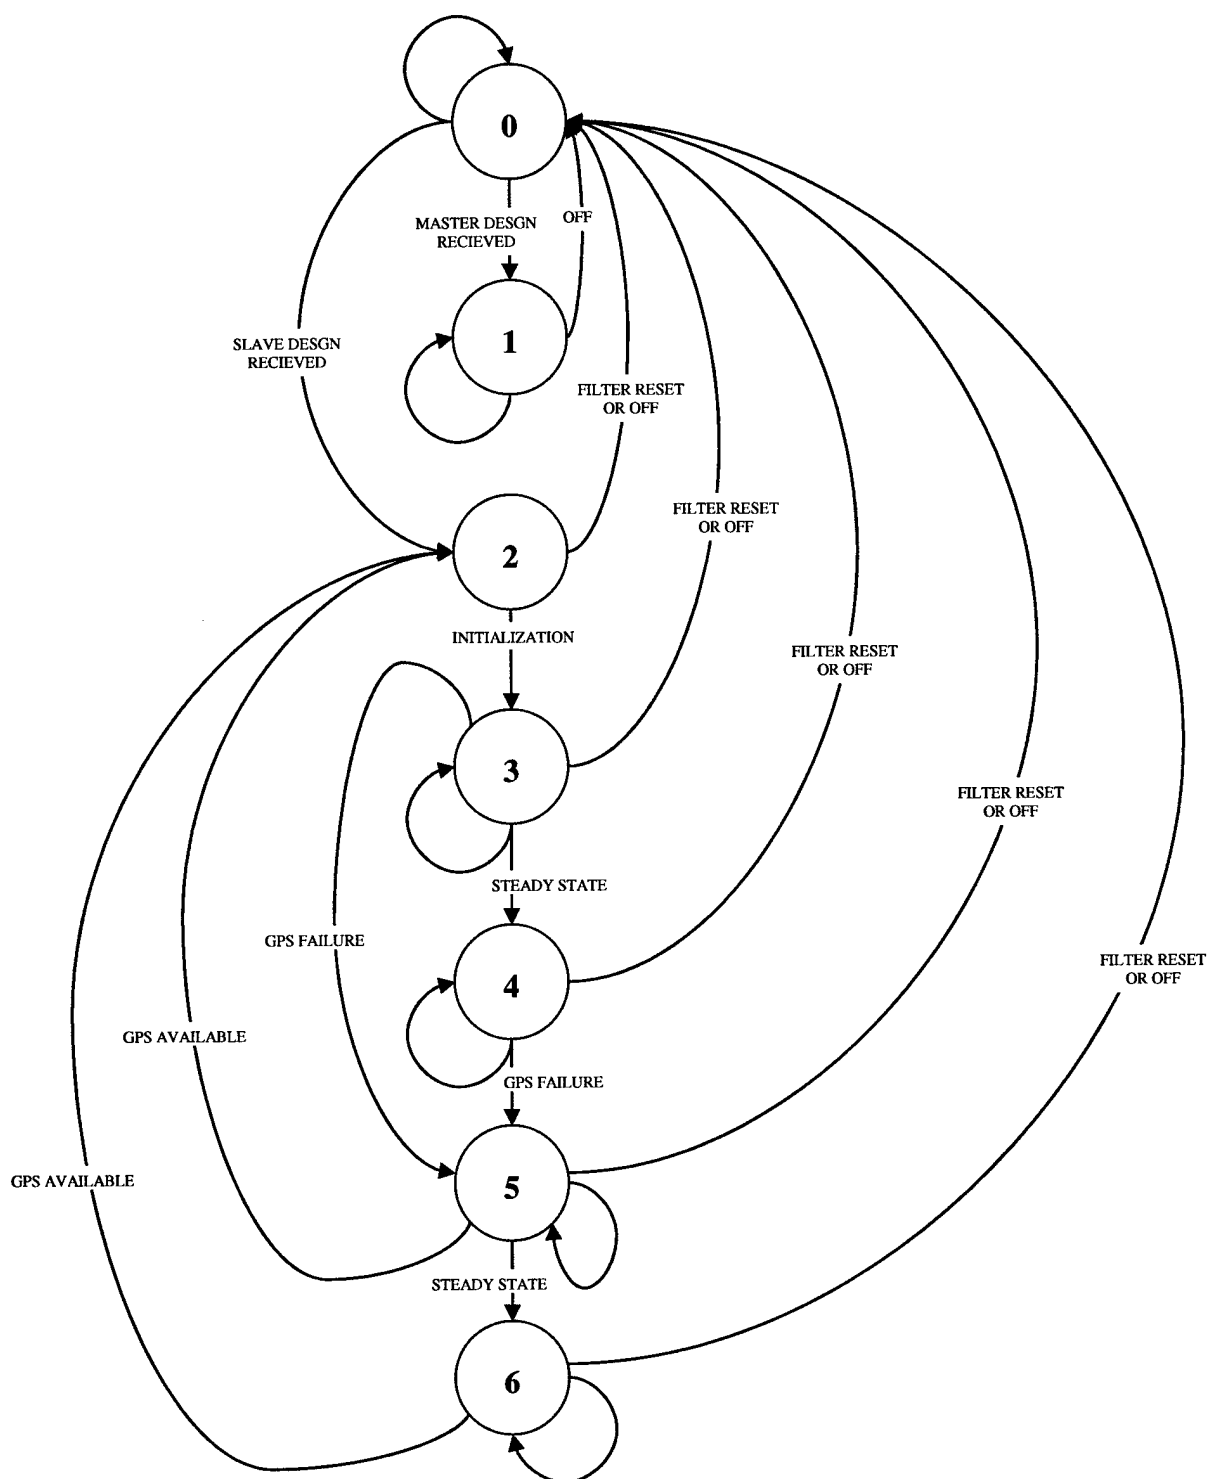 0
MASTER DESGN
RECIEVED
OFF
1
SLAVE DESGN
RECIEVED
FILTER RESET
OR OFF
FILTER RESET
OR OFF
2
INITIALIZATION
FILTER RESET
OR OFF
3
FILTER RESET
OR OFF
STEADY STATE
GPS FAILURE
FILTER RESET
OR OFF
4
GPS AVAILABLE
GPS FAILURE
GPS AVAILABLE
5
STEADY STATE
6